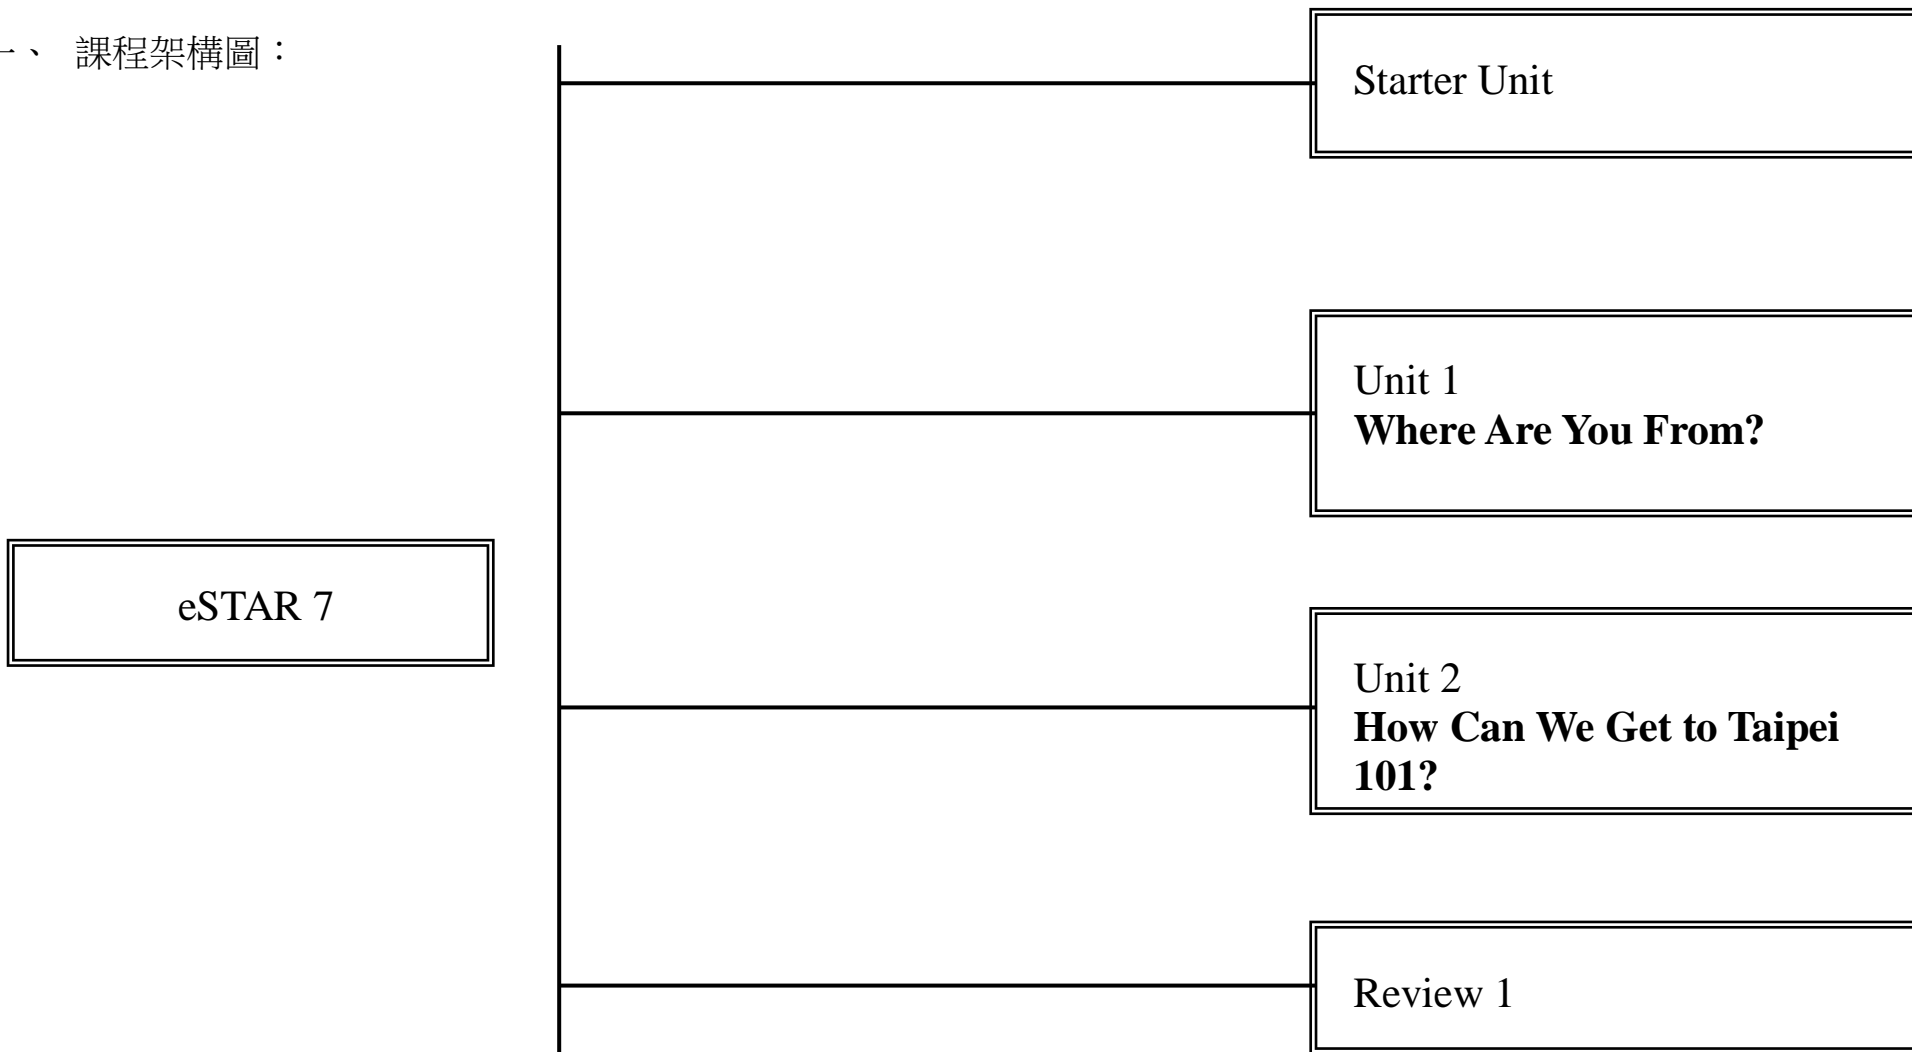 一、 課程架構圖：
Starter Unit
Unit 1
Where Are You From?
eSTAR 7
Unit 2
How Can We Get to Taipei
101?
Review 1